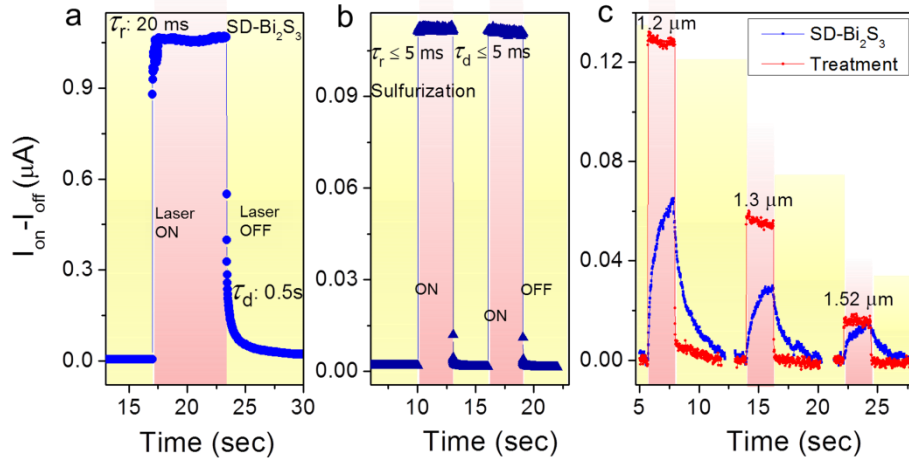 a
τr: 20 ms
SD-Bi2S3
Laser
ON
Laser
OFF
τd: 0.5s
0.9
0.6
0.3
0.0
15 20 25 30
Time (sec)
Ion-Ioff (μA)
b
τr ≤ 5 ms
τd ≤ 5 ms
Sulfurization
ON
ON
OFF
0.09
0.06
0.03
0.00
10 15 20
Time (sec)
c
1.2 μm
SD-Bi2S3
Treatment
1.3 μm
1.52 μm
0.12
0.08
0.04
0.00
5 10 15 20 25
Time (sec)